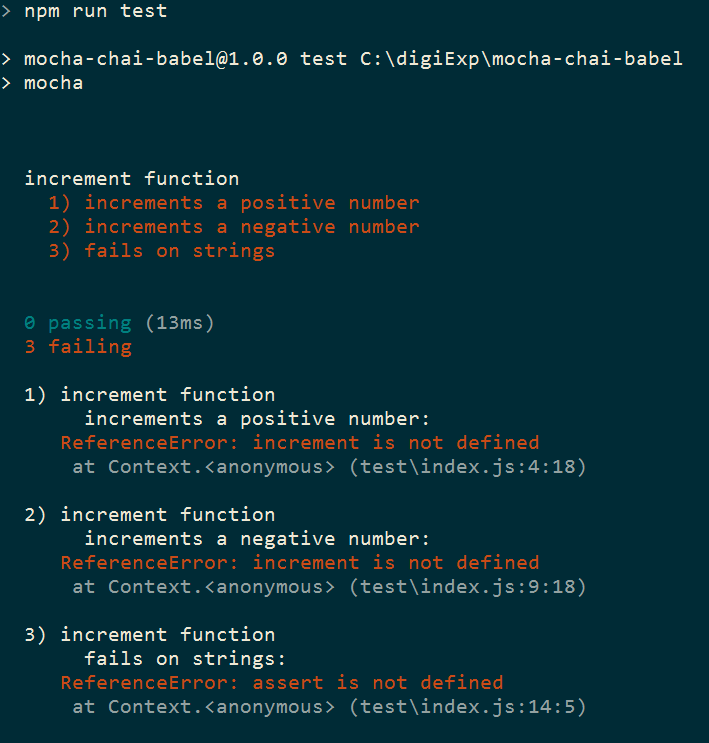 > npm run test
> mocha-chai-babel@1.0.0 test C:\digiExp\mocha-chai-babel
> mocha
increment function
1) increments a positive number
2) increments a negative number
3) fails on strings
0 passing (13ms)
3 failing
1) increment function
increments a positive number:
ReferenceError: increment is not defined
at Context.<anonymous> (test\index.js:4:18)
2) increment function
increments a negative number:
ReferenceError: increment is not defined
at Context.<anonymous> (test\index.js:9:18)
3) increment function
fails on strings:
ReferenceError: assert is not defined
at Context.<anonymous> (test\index.js:14:5)